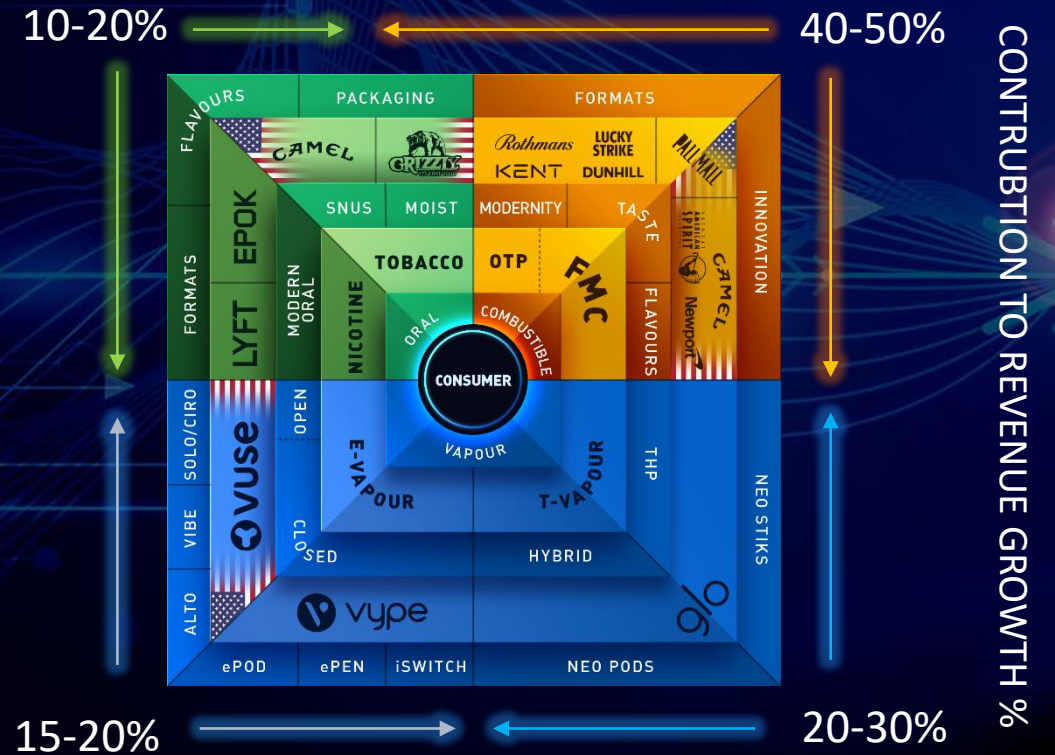 10-20%
40-50%
CONTRUBTION TO REVENUE GROWTH %
FLAVOURS
PACKAGING
FORMATS
CAMEL
GRIZZLY
Rothmans
LUCKY
STRIKE
KENT
DUNHILL
PALL MALL
SNUS
MOIST
MODERNITY
TASTE
INNOVATION
EPOK
LYFT
FORMATS
MODERN
ORAL
NICOTINE
TOBACCO
OTP
FMC
FLAVOURS
AMERICAN
SPIRIT
CAMEL
Newport
ORAL
COMBUSTIBLE
CONSUMER
VAPOUR
SOLO/CIRO
VIBE
ALTO
VUSE
OPEN
CLOSED
E-VAPOUR
T-VAPOUR
THP
NEO STIKS
HYBRID
vype
glo
ePOD
ePEN
iSWITCH
NEO PODS
15-20%
20-30%